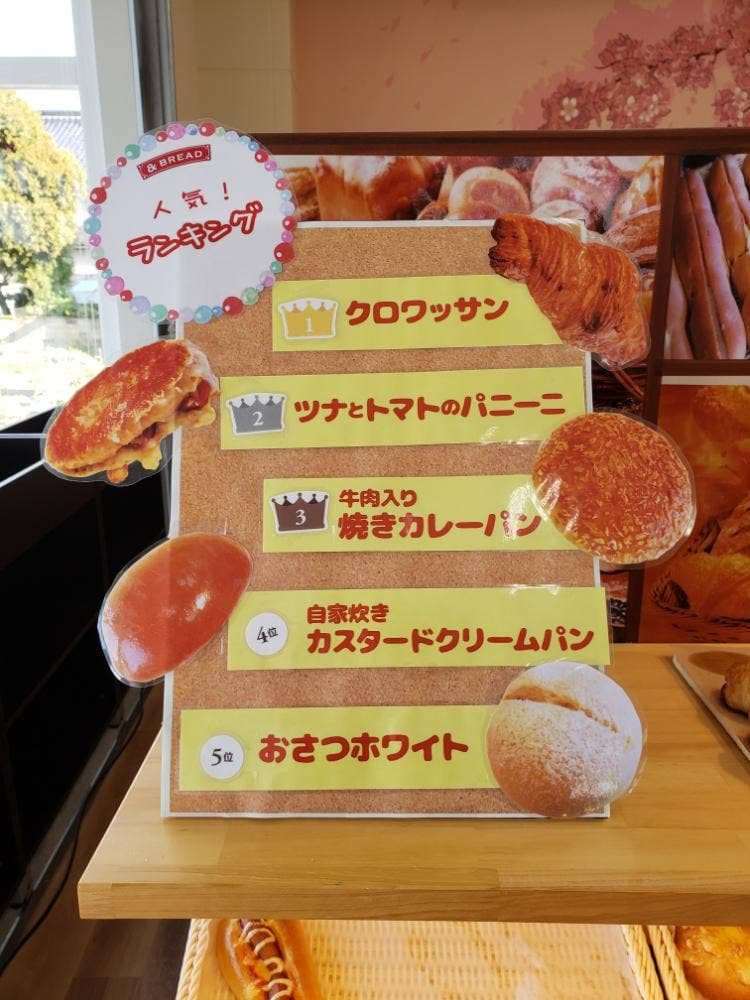 & BREAD
人気！
ランキング
1
クロワッサン
2
ツナとトマトのパニーニ
3
牛肉入り
焼きカレーパン
4位
自家炊き
カスタードクリームパン
5位
おさつホワイト